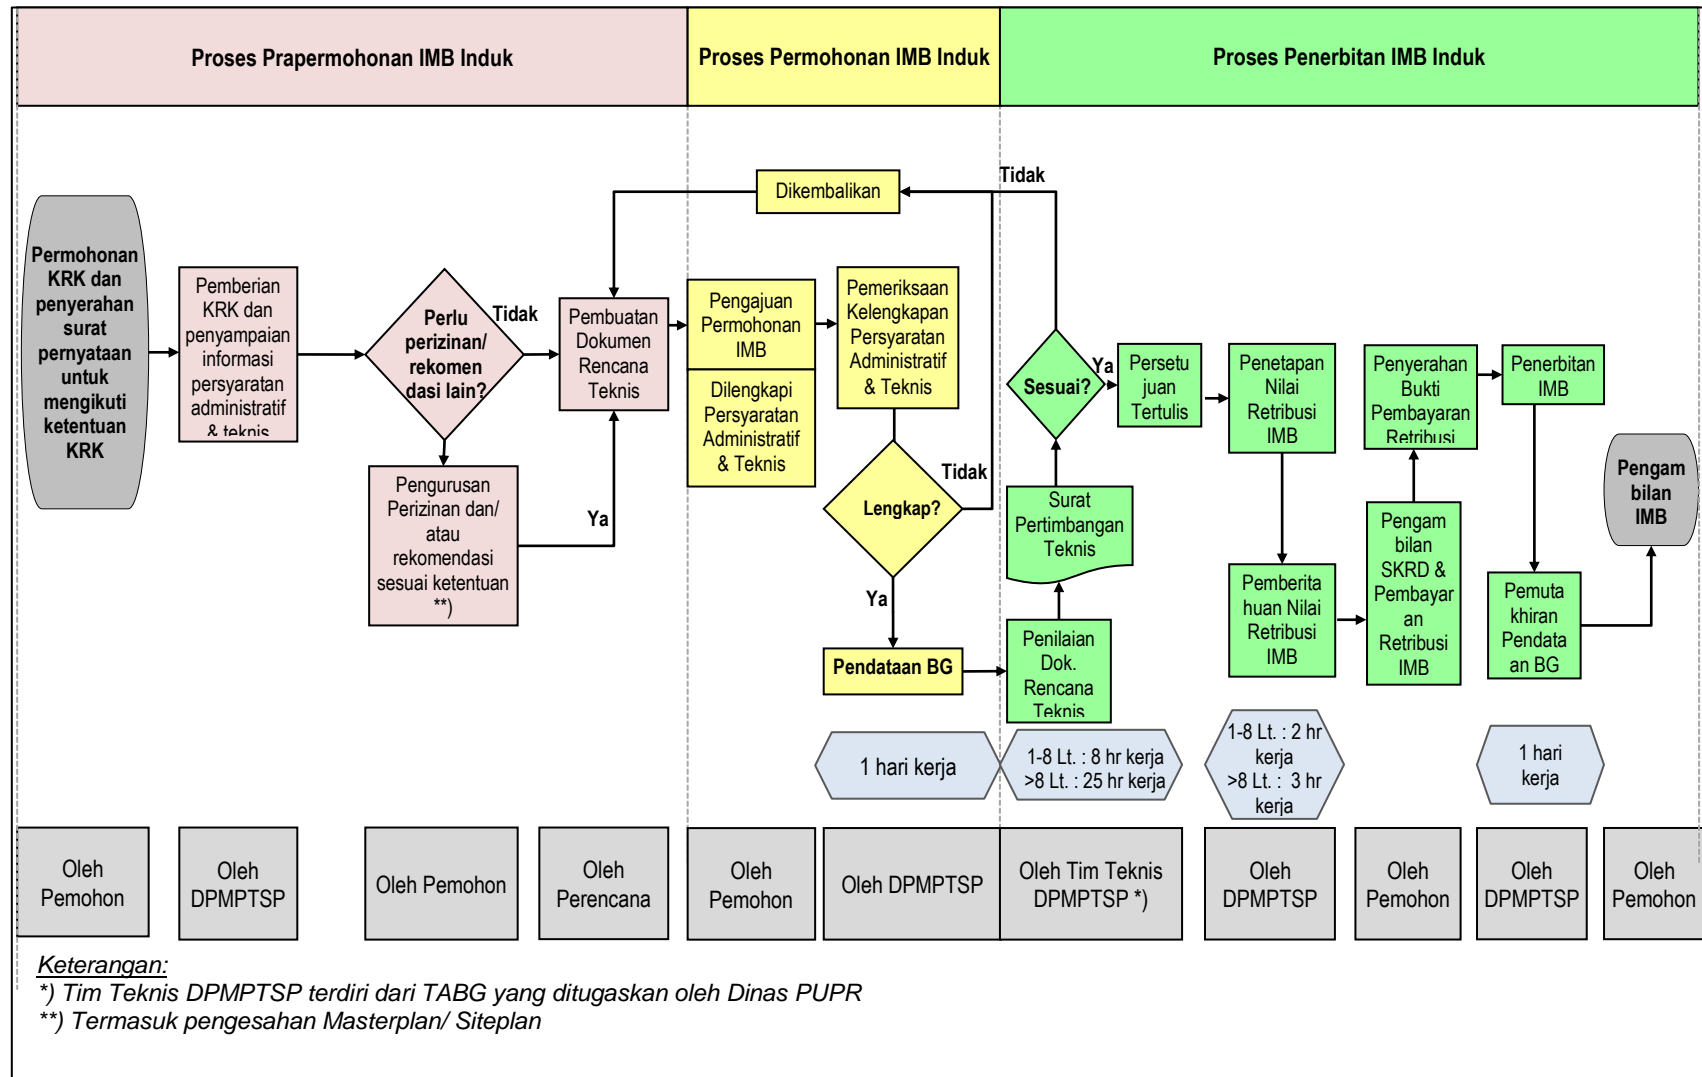 Proses Prapermohonan IMB Induk
Proses Permohonan IMB Induk
Proses Penerbitan IMB Induk
Permohonan
KRK dan
penyerahan
surat
pernyataan
untuk
mengikuti
ketentuan
KRK
Pemberian
KRK dan
penyampaian
informasi
persyaratan
administratif
& teknis
Perlu
perizinan/
rekomen
dasi lain?
Tidak
Pengurusan
Perizinan dan/
atau
rekomendasi
sesuai ketentuan
**)
Ya
Pembuatan
Dokumen
Rencana
Teknis
Dikembalikan
Pengajuan
Permohonan
IMB
Dilengkapi
Persyaratan
Administratif
& Teknis
Pemeriksaan
Kelengkapan
Persyaratan
Administratif
& Teknis
Lengkap?
Tidak
Ya
Pendataan BG
Tidak
Sesuai?
Ya
Surat
Pertimbangan
Teknis
Penilaian
Dok.
Rencana
Teknis
Persetu
juan
Tertulis
Penetapan
Nilai
Retribusi
IMB
Pemberita
huan Nilai
Retribusi
IMB
Penyerahan
Bukti
Pembayaran
Retribusi
Pengam
bilan
SKRD &
Pembayar
an
Retribusi
IMB
Penerbitan
IMB
Pemuta
khiran
Pendata
an BG
Pengam
bilan
IMB
1 hari kerja
1-8 Lt. : 8 hr kerja
>8 Lt. : 25 hr kerja
1-8 Lt. : 2 hr
kerja
>8 Lt. : 3 hr
kerja
1 hari
kerja
Oleh
Pemohon
Oleh
DPMPTSP
Oleh Pemohon
Oleh
Perencana
Oleh
Pemohon
Oleh DPMPTSP
Oleh Tim Teknis
DPMPTSP *)
Oleh
DPMPTSP
Oleh
Pemohon
Oleh
DPMPTSP
Oleh
Pemohon
Keterangan:
*) Tim Teknis DPMPTSP terdiri dari TABG yang ditugaskan oleh Dinas PUPR
**) Termasuk pengesahan Masterplan/ Siteplan